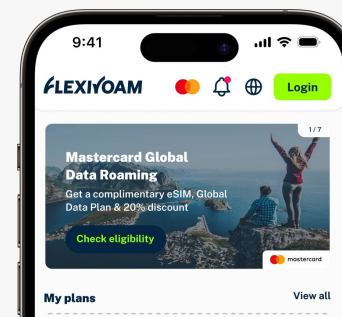 9:41
FLEXIROAM
Login
1/7
Mastercard Global
Data Roaming
Get a complimentary eSIM, Global
Data Plan & 20% discount
Check eligibility
mastercard
My plans
View all